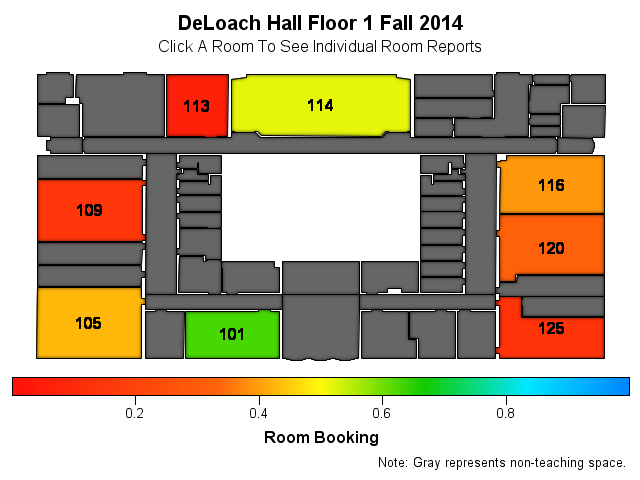 DeLoach Hall Floor 1 Fall 2014
Click A Room To See Individual Room Reports
113
114
109
116
120
105
101
125
0.2 0.4 0.6 0.8
Room Booking
Note: Gray represents non-teaching space.